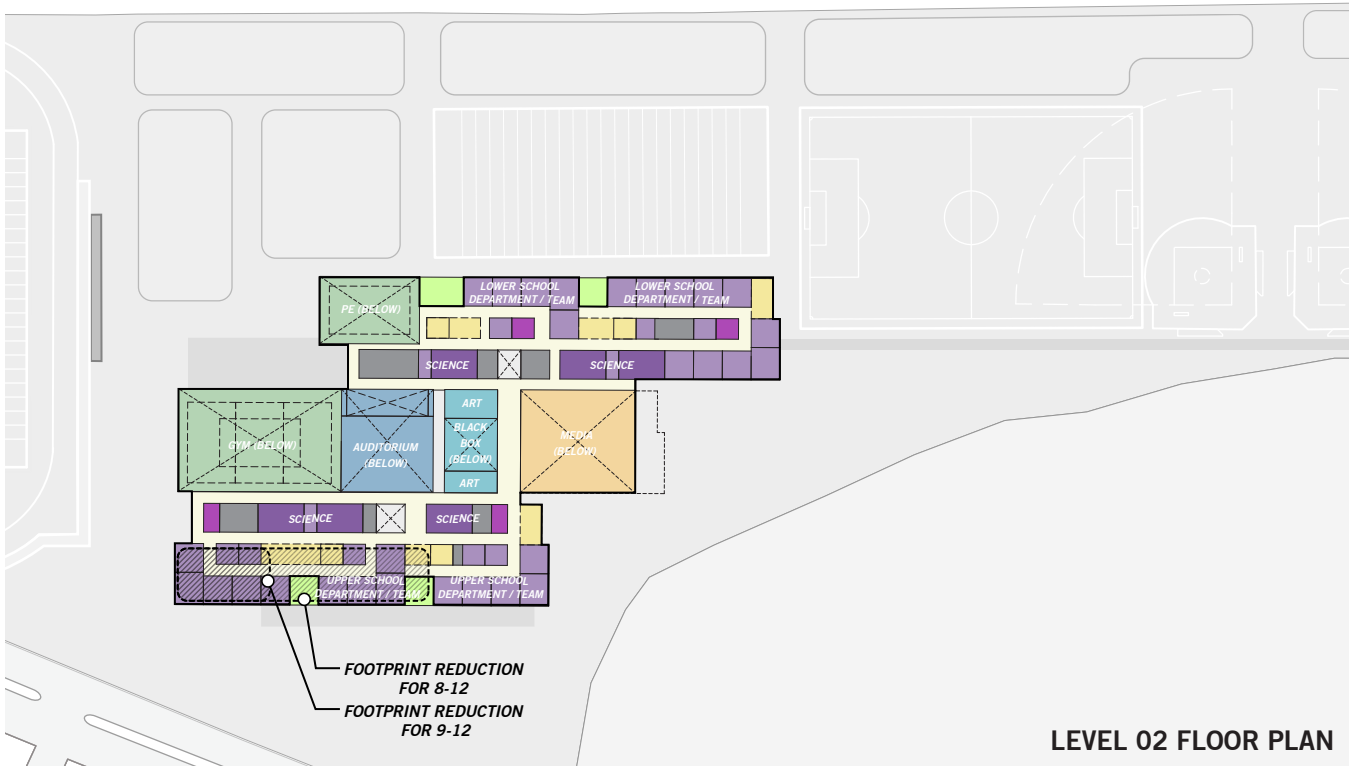 LOWER SCHOOL
DEPARTMENT / TEAM
LOWER SCHOOL
DEPARTMENT / TEAM
PE (BELOW)
SCIENCE
SCIENCE
ART
GYM (BELOW)
AUDITORIUM
(BELOW)
BLACK
BOX
(BELOW)
MEDIA
(BELOW)
ART
SCIENCE
SCIENCE
UPPER SCHOOL
DEPARTMENT / TEAM
UPPER SCHOOL
DEPARTMENT / TEAM
FOOTPRINT REDUCTION
FOR 8-12
FOOTPRINT REDUCTION
FOR 9-12
LEVEL 02 FLOOR PLAN